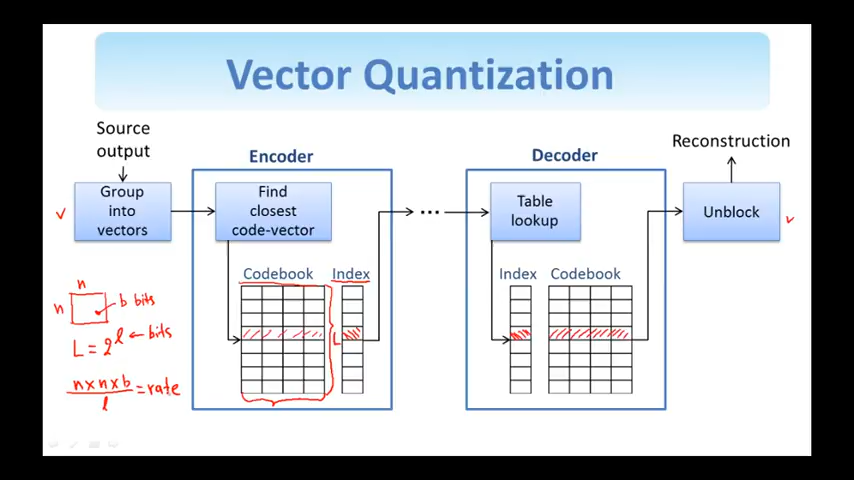 Vector Quantization
Source
output
Encoder
Decoder
Reconstruction
Group
into
vectors
Find
closest
code-vector
...
Table
lookup
Unblock
v
v
Codebook
Index
Index
Codebook
L
n
n
b bits
L = 2^l ← bits
n×n×b
l
= rate